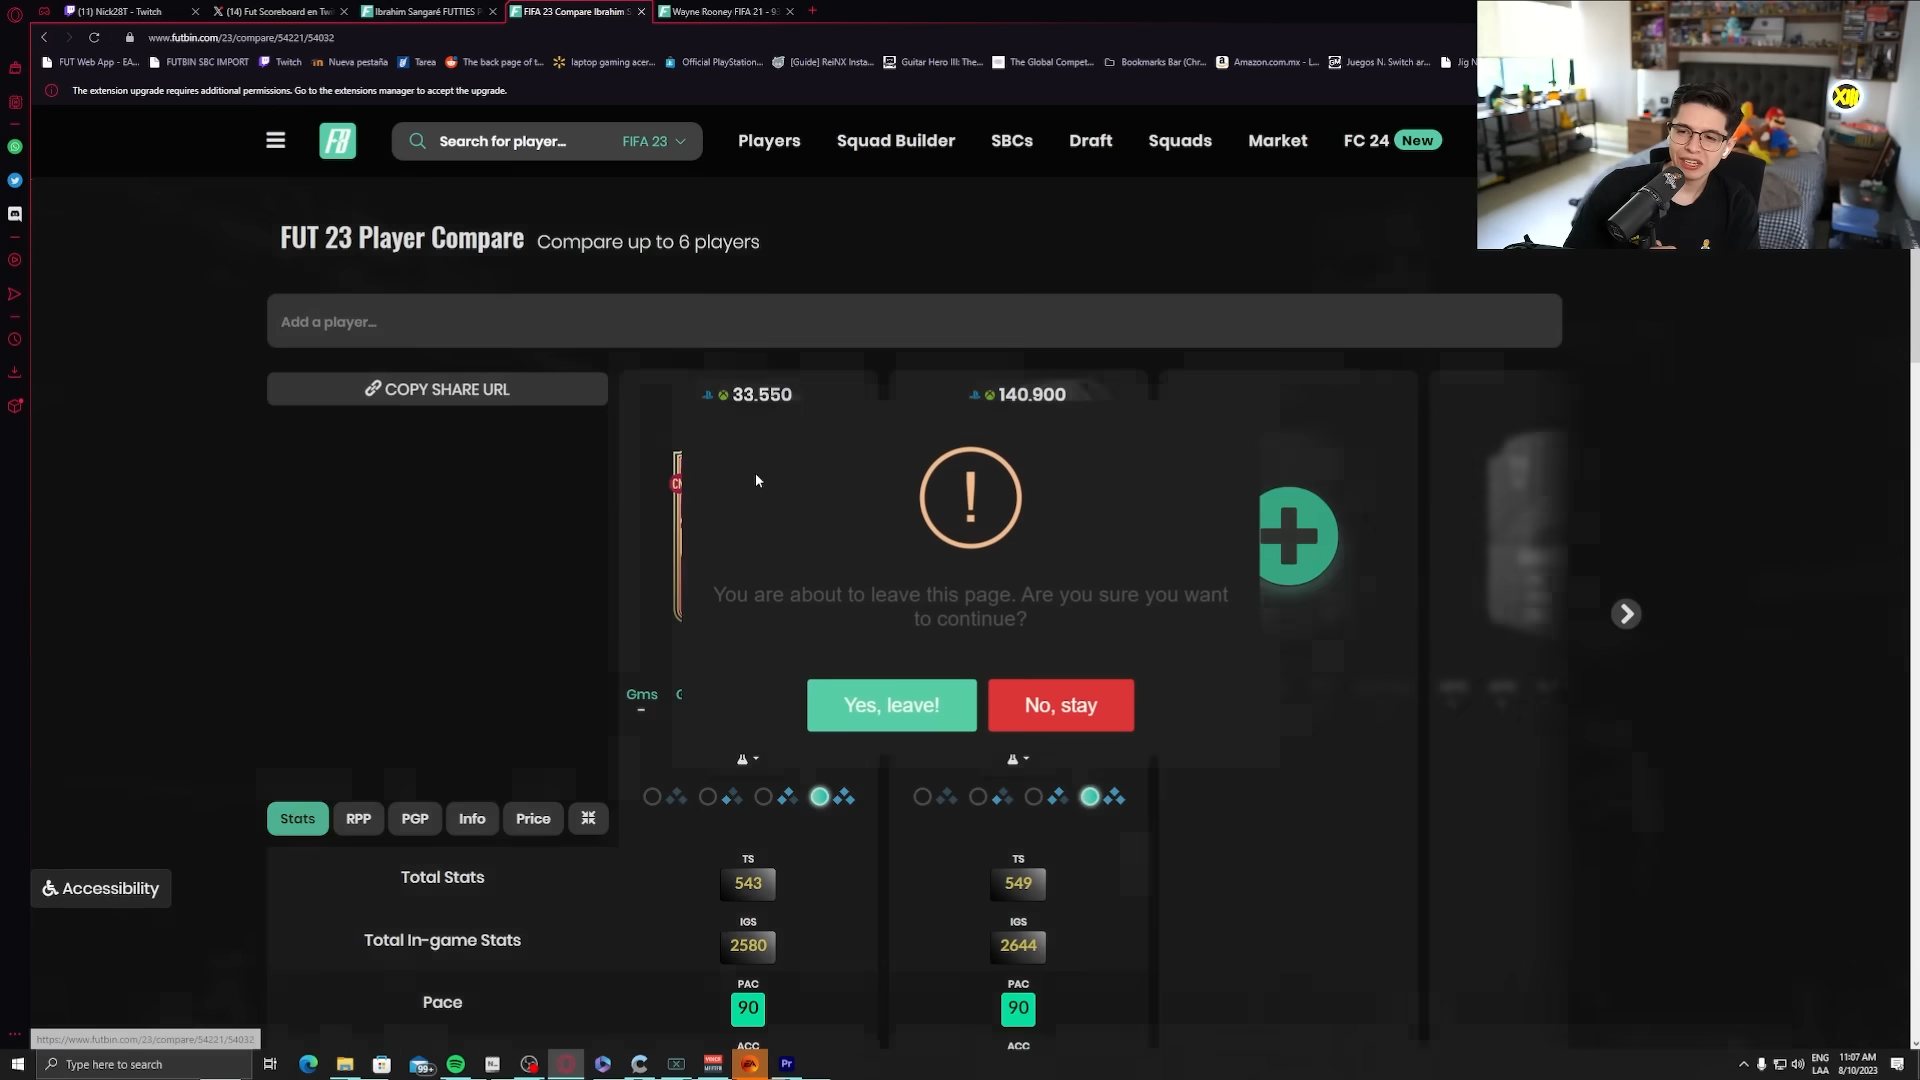 (11) Nick28T - Twitch
(14) Fut Scoreboard en Twi
Ibrahim Sangaré FUTTIES P
FIFA 23 Compare Ibrahim S
Wayne Rooney FIFA 21 - 93
www.futbin.com/23/compare/54221/54032
FUT Web App - EA...
FUTBIN SBC IMPORT
Twitch
Nueva pestaña
Tarea
The back page of t...
laptop gaming acer...
Official PlayStation...
[Guide] ReiNX Insta...
Guitar Hero III: The...
The Global Compet...
Bookmarks Bar (Chr...
Amazon.com.mx - L...
Juegos N. Switch ar...
Jig N
The extension upgrade requires additional permissions. Go to the extensions manager to accept the upgrade.
FB
Search for player...
FIFA 23
Players
Squad Builder
SBCs
Draft
Squads
Market
FC 24
New
XIII
FUT 23 Player Compare
Compare up to 6 players
Add a player...
COPY SHARE URL
33.550
140.900
CM
!
You are about to leave this page. Are you sure you want
to continue?
Gms
–
Yes, leave!
No, stay
Stats
RPP
PGP
Info
Price
TS
TS
Total Stats
543
549
Accessibility
IGS
IGS
Total In-game Stats
2580
2644
PAC
PAC
Pace
90
90
ACC
ACC
https://www.futbin.com/23/compare/54221/54032
Type here to search
99+
Pr
ENG
LAA
11:07 AM
8/10/2023